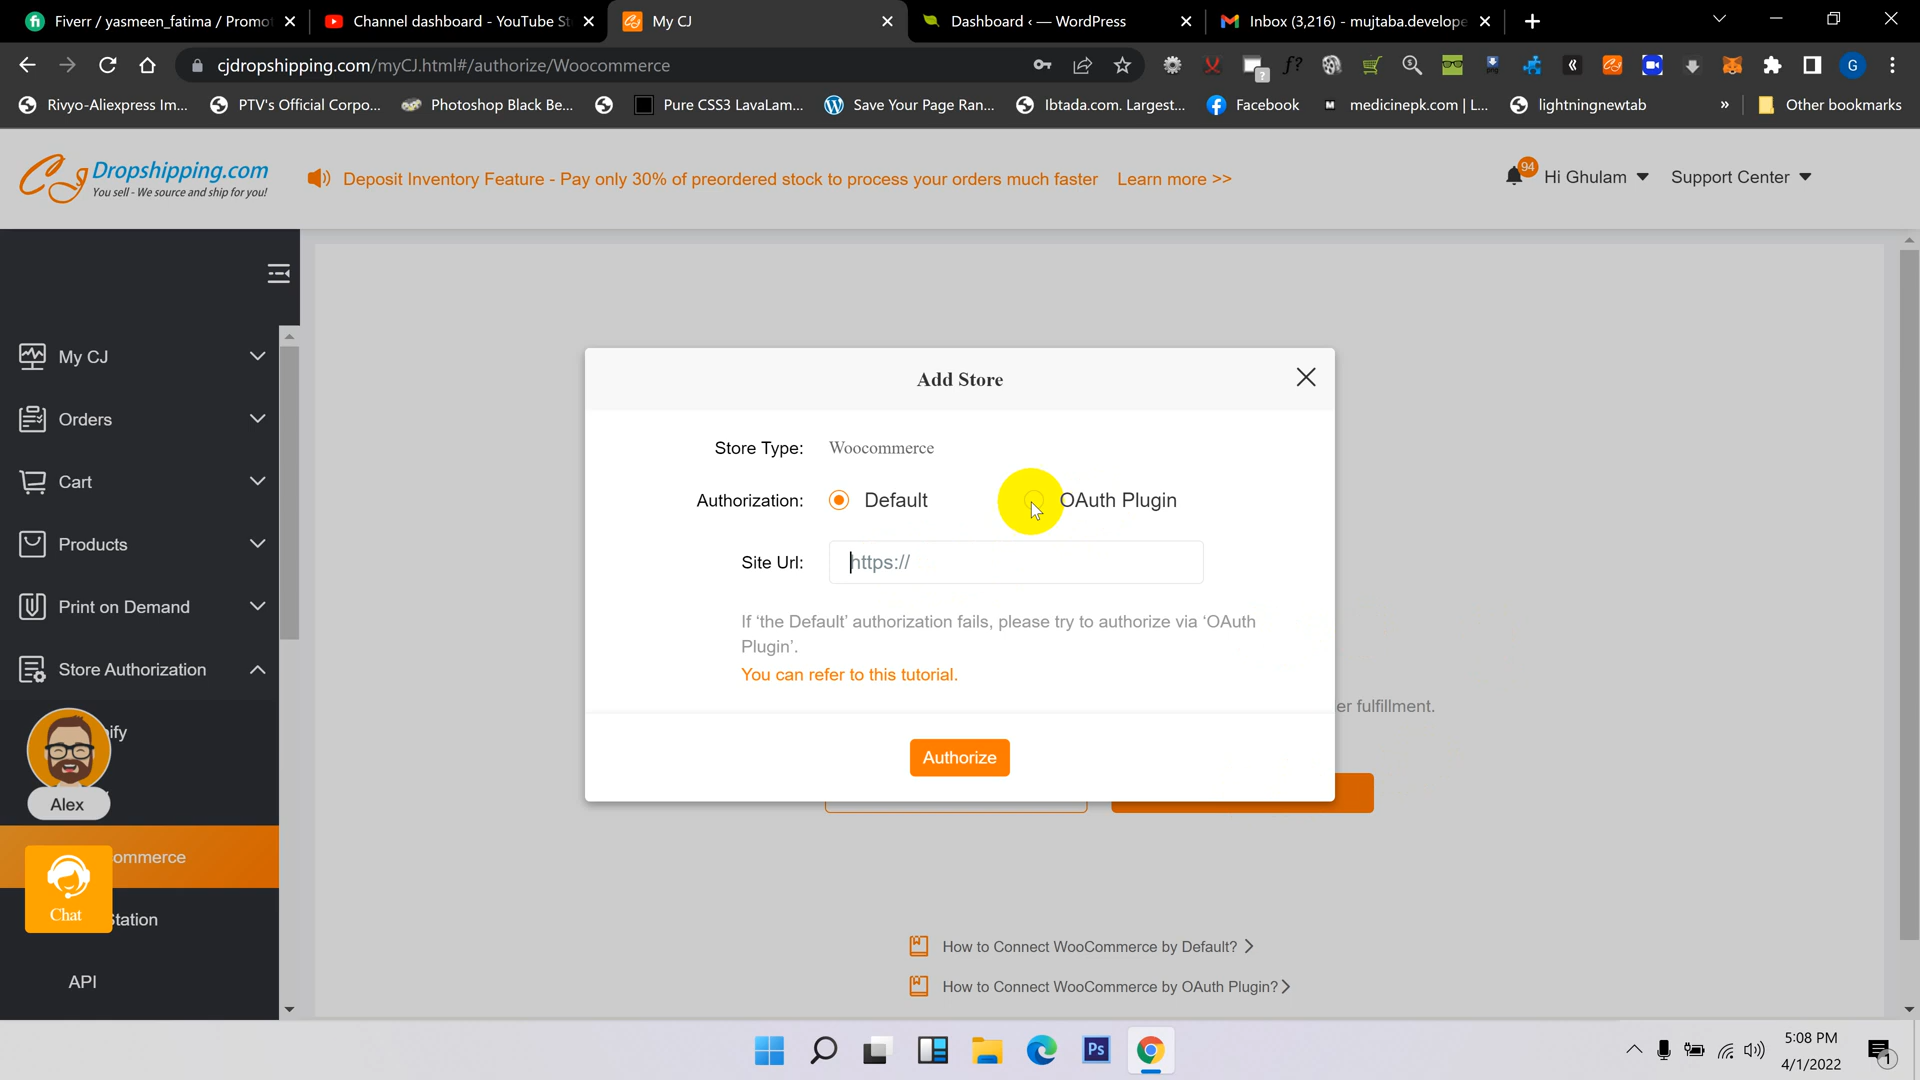 Fiverr / yasmeen_fatima / Promot
Channel dashboard - YouTube St
My CJ
Dashboard ‹ — WordPress
Inbox (3,216) - mujtaba.develope
cjdropshipping.com/myCJ.html#/authorize/Woocommerce
G
Rivyo-Aliexpress Im...
PTV's Official Corpo...
Photoshop Black Be...
Pure CSS3 LavaLam...
Save Your Page Ran...
Ibtada.com. Largest...
Facebook
medicinepk.com | L...
lightningnewtab
»
Other bookmarks
CJ Dropshipping.com
You sell - We source and ship for you!
Deposit Inventory Feature - Pay only 30% of preordered stock to process your orders much faster Learn more >>
94
Hi Ghulam
Support Center
My CJ
Orders
Cart
Products
Print on Demand
Store Authorization
ify
Alex
ommerce
Chat
Station
API
Add Store
Store Type: Woocommerce
Authorization: Default OAuth Plugin
Site Url: https://
If ‘the Default’ authorization fails, please try to authorize via ‘OAuth
Plugin’.
You can refer to this tutorial.
er fulfillment.
Authorize
How to Connect WooCommerce by Default? >
How to Connect WooCommerce by OAuth Plugin? >
Ps
5:08 PM
4/1/2022
1